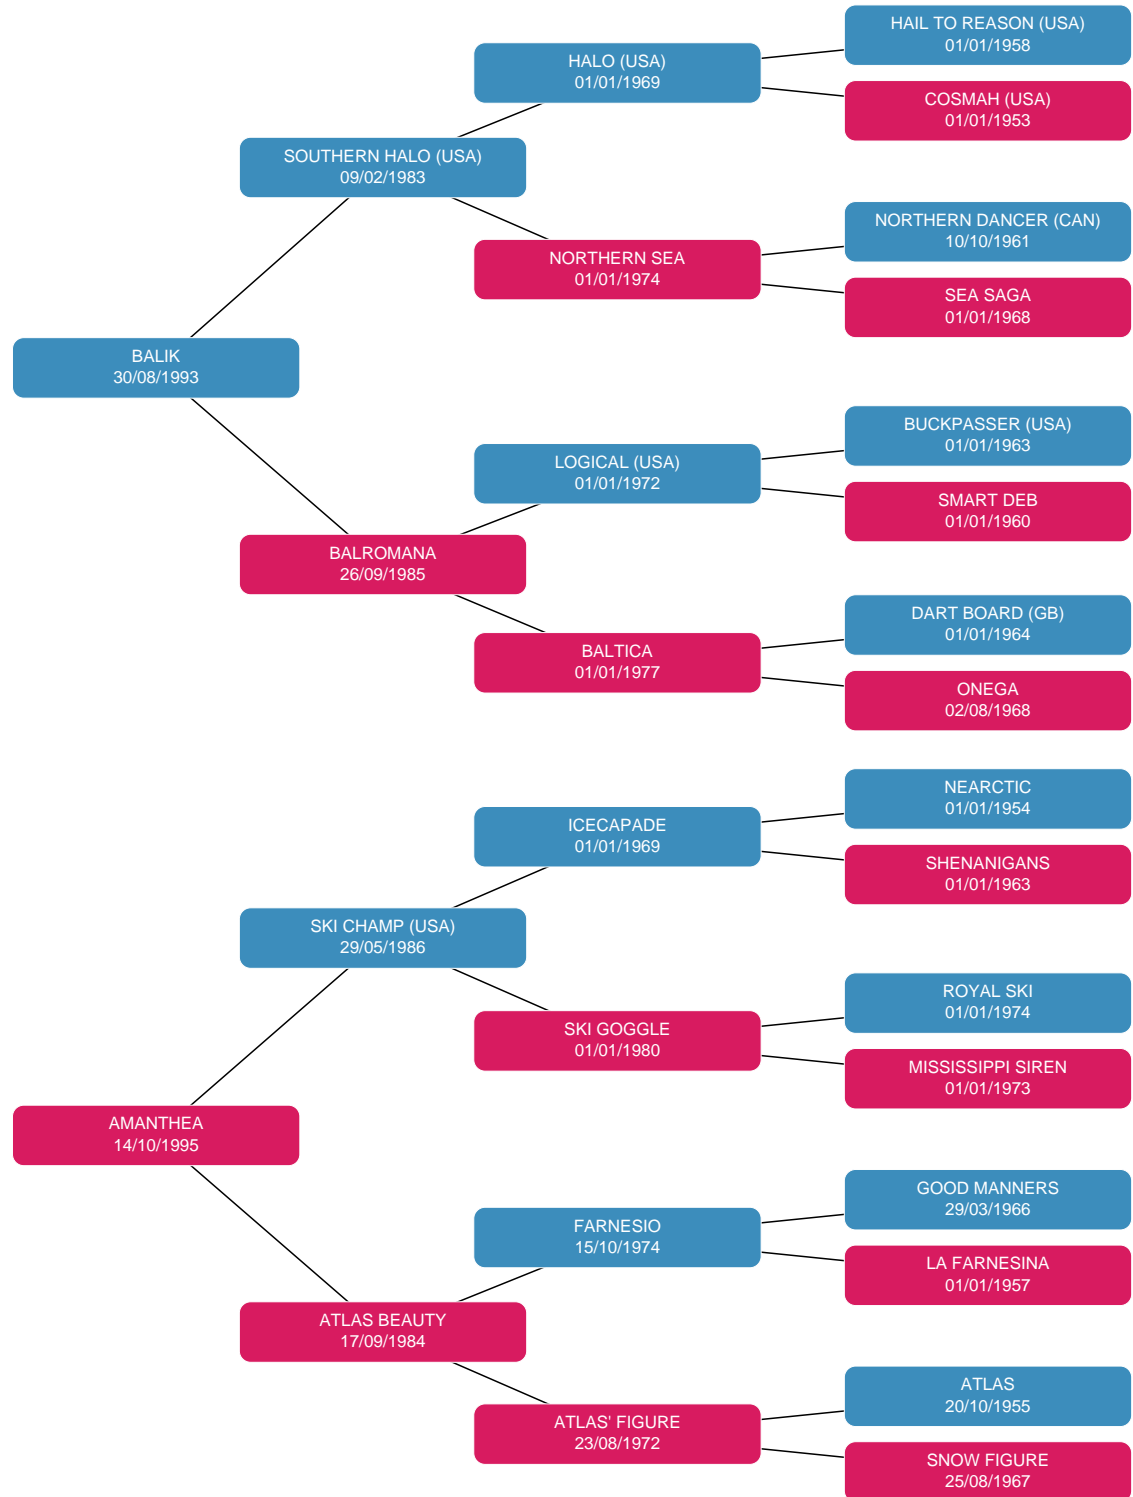 HAIL TO REASON (USA)
01/01/1958
HALO (USA)
01/01/1969
COSMAH (USA)
01/01/1953
SOUTHERN HALO (USA)
09/02/1983
NORTHERN DANCER (CAN)
10/10/1961
NORTHERN SEA
01/01/1974
SEA SAGA
01/01/1968
BALIK
30/08/1993
BUCKPASSER (USA)
01/01/1963
LOGICAL (USA)
01/01/1972
SMART DEB
01/01/1960
BALROMANA
26/09/1985
DART BOARD (GB)
01/01/1964
BALTICA
01/01/1977
ONEGA
02/08/1968
NEARCTIC
01/01/1954
ICECAPADE
01/01/1969
SHENANIGANS
01/01/1963
SKI CHAMP (USA)
29/05/1986
ROYAL SKI
01/01/1974
SKI GOGGLE
01/01/1980
MISSISSIPPI SIREN
01/01/1973
AMANTHEA
14/10/1995
GOOD MANNERS
29/03/1966
FARNESIO
15/10/1974
LA FARNESINA
01/01/1957
ATLAS BEAUTY
17/09/1984
ATLAS
20/10/1955
ATLAS' FIGURE
23/08/1972
SNOW FIGURE
25/08/1967